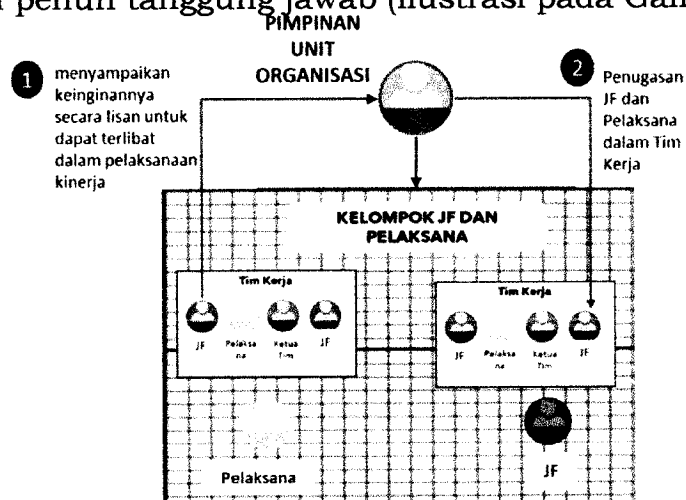 penuh tanggung jawab (ilustrasi pada Gam
PIMPINAN
UNIT
ORGANISASI
1
menyampaikan
keinginannya
secara lisan untuk
dapat terlibat
dalam pelaksanaan
kinerja
2
Penugasan
JF dan
Pelaksana
dalam Tim
Kerja
KELOMPOK JF DAN
PELAKSANA
Tim Kerja
JF
Pelaksa
na
Ketua
Tim
JF
Tim Kerja
JF
Pelaksa
na
Ketua
Tim
JF
Pelaksana
JF